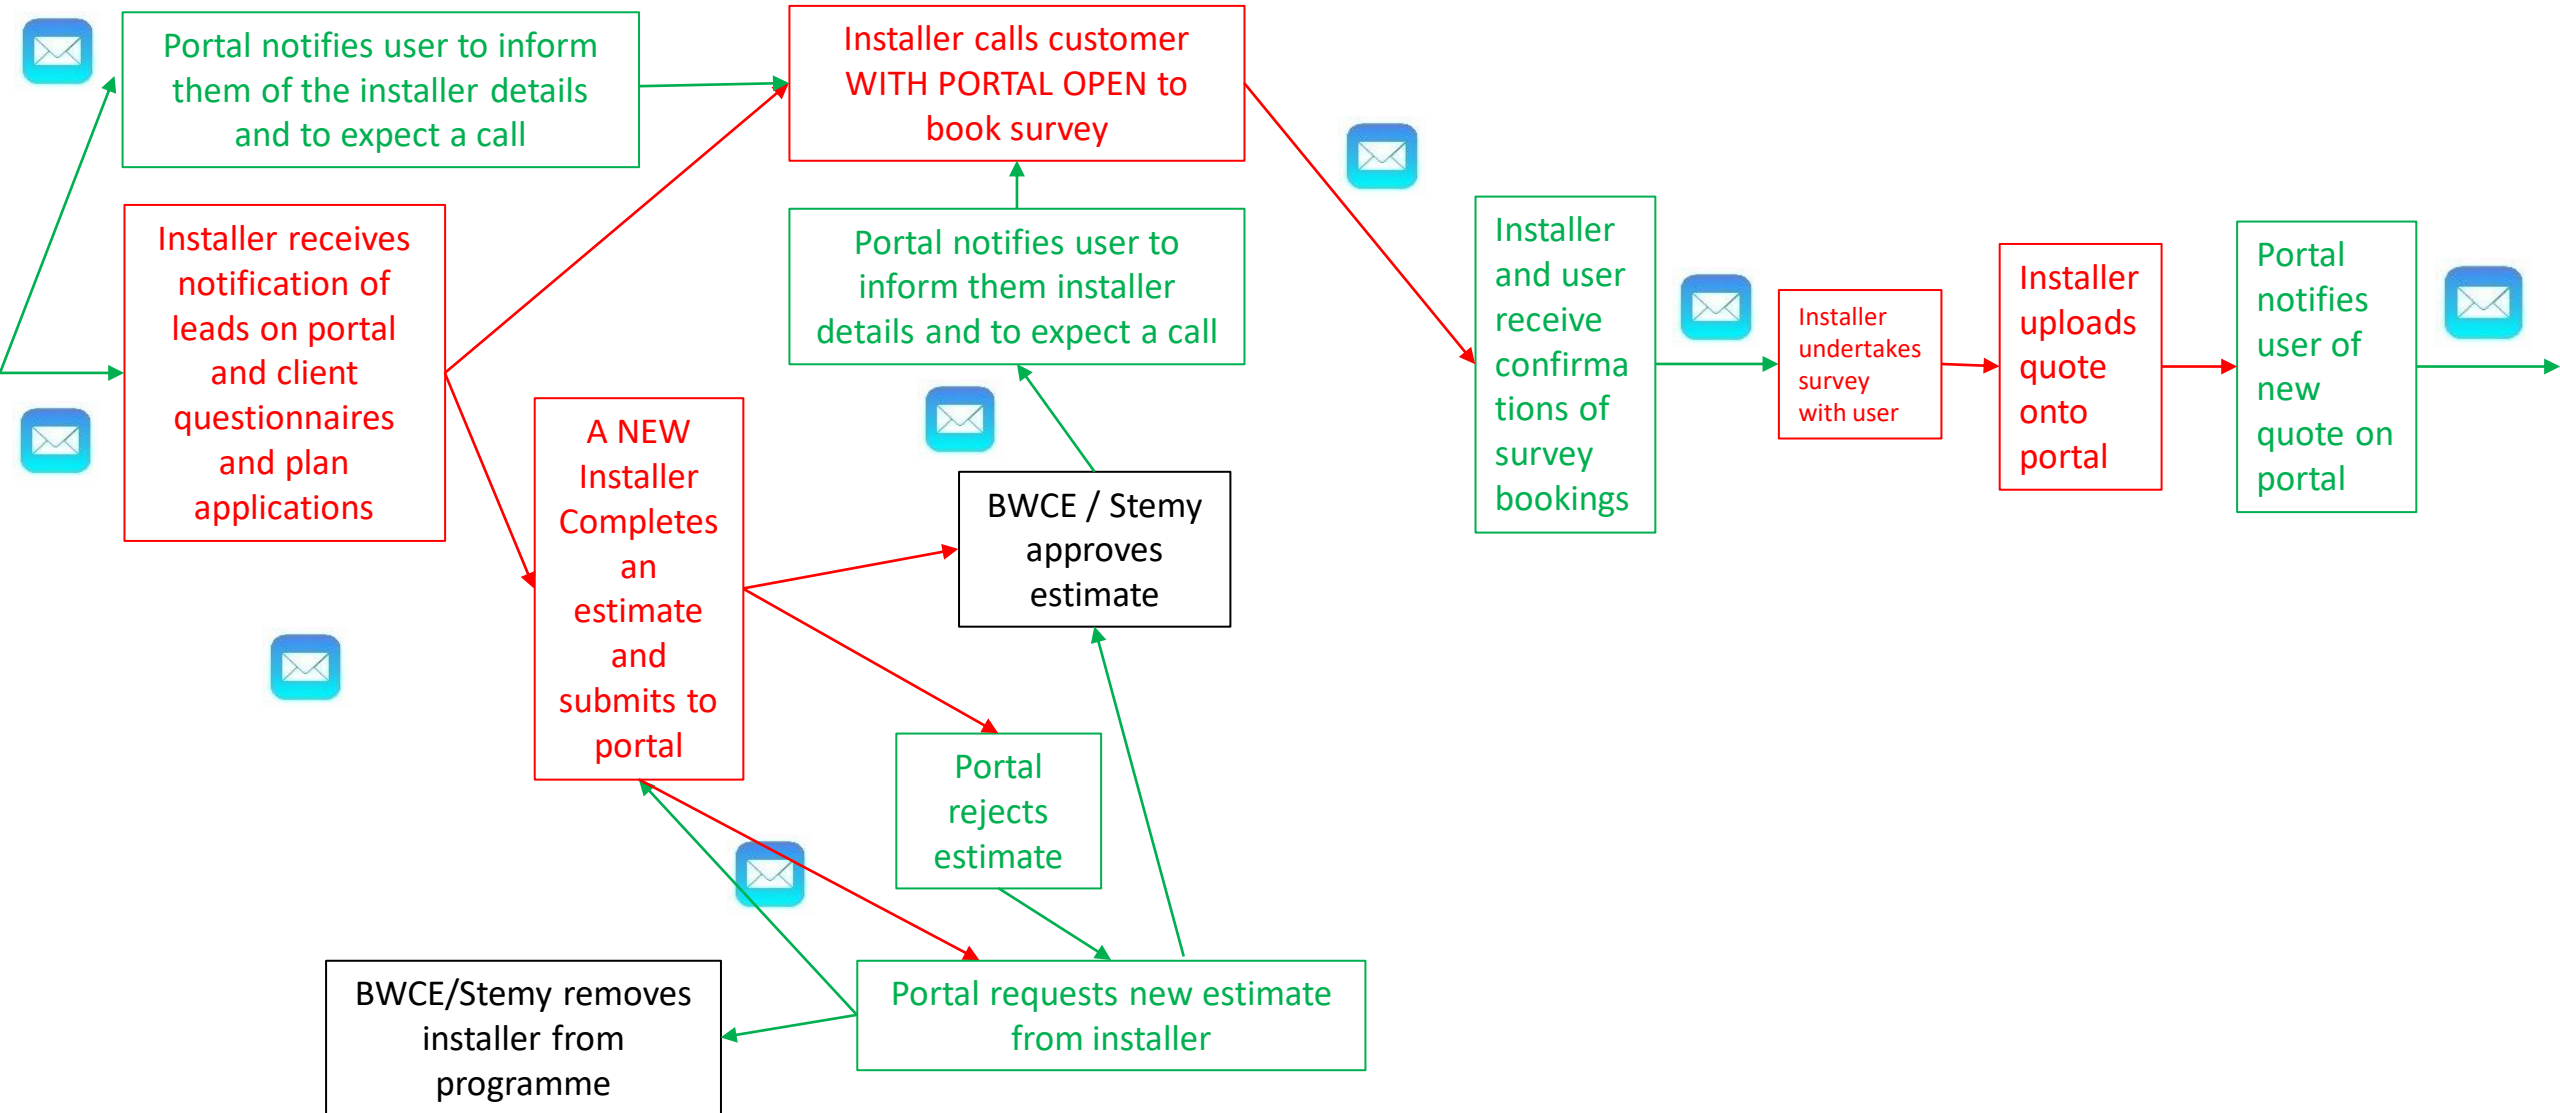 Portal notifies user to inform
them of the installer details
and to expect a call
Installer calls customer
WITH PORTAL OPEN to
book survey
Installer receives
notification of
leads on portal
and client
questionnaires
and plan
applications
Portal notifies user to
inform them installer
details and to expect a call
A NEW
Installer
Completes
an
estimate
and
submits to
portal
BWCE / Stemy
approves
estimate
Portal
rejects
estimate
Portal requests new estimate
from installer
BWCE/Stemy removes
installer from
programme
Installer
and user
receive
confirma
tions of
survey
bookings
Installer
undertakes
survey
with user
Installer
uploads
quote
onto
portal
Portal
notifies
user of
new
quote on
portal